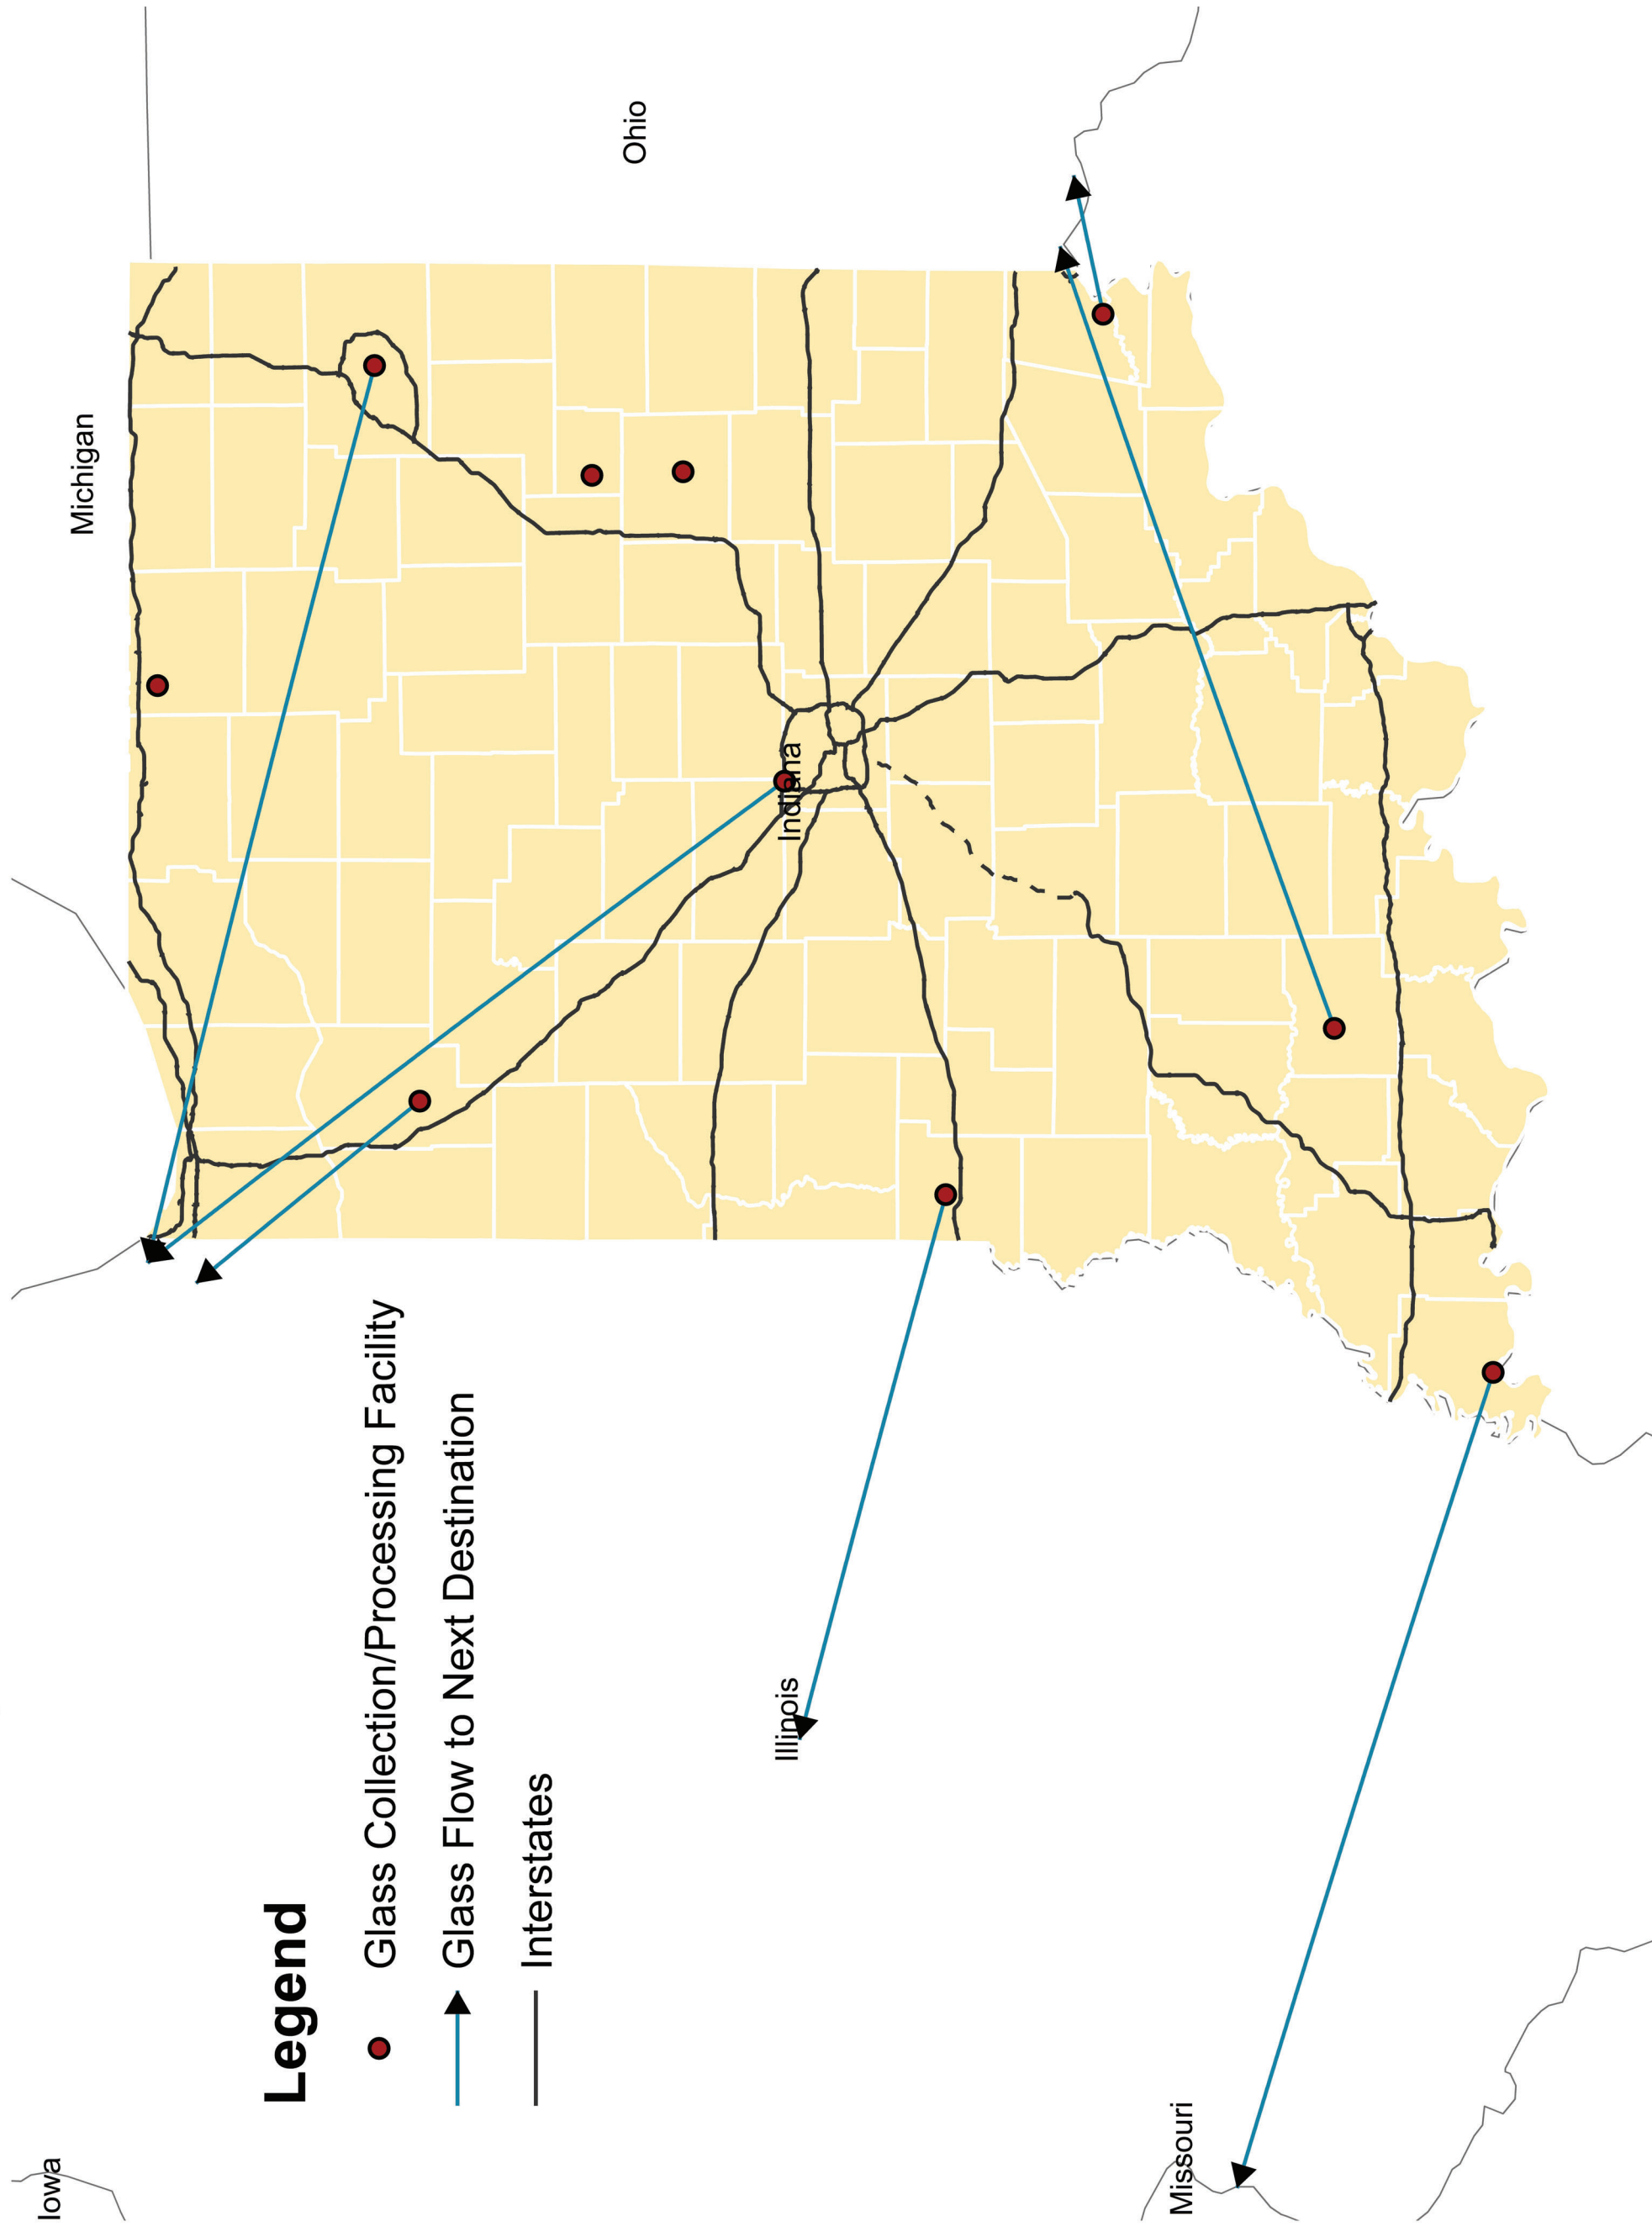 Michigan
Ohio
Indiana
Illinois
Iowa
Missouri
Legend
Glass Collection/Processing Facility
Glass Flow to Next Destination
Interstates